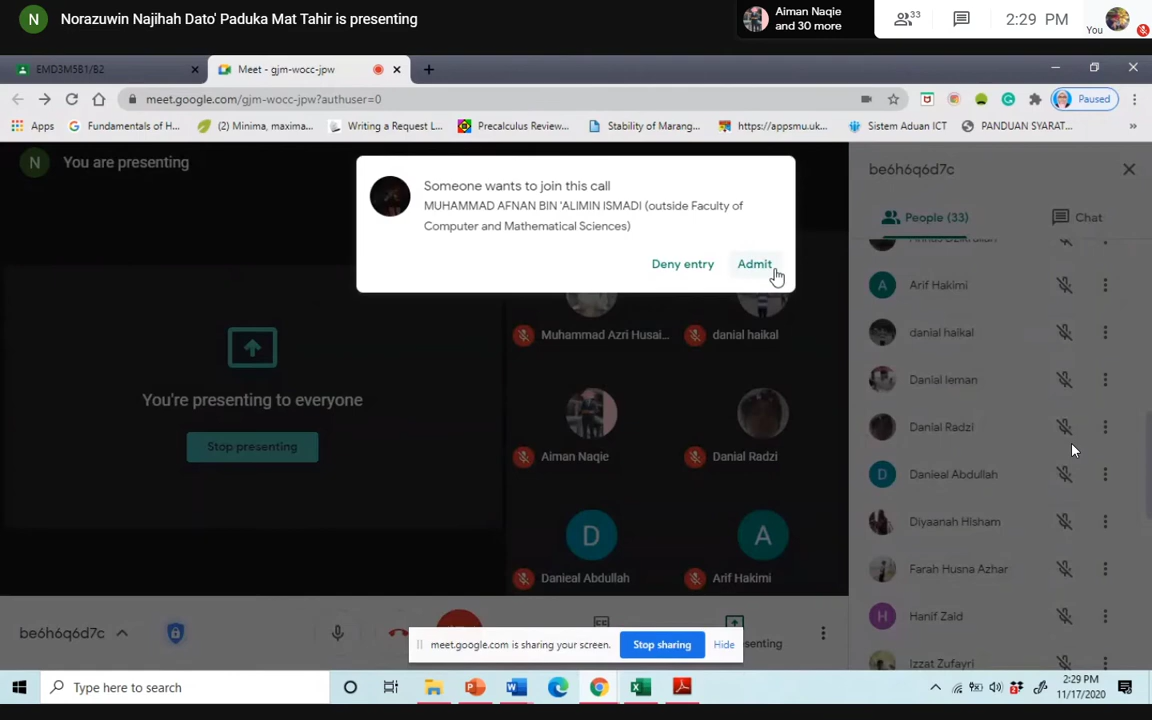 N Norazuwin Najihah Dato' Paduka Mat Tahir is presenting
Aiman Naqie
and 30 more
33
2:29 PM
You
EMD3M5B1/B2
Meet - gjm-wocc-jpw
meet.google.com/gjm-wocc-jpw?authuser=0
Paused
Apps
Fundamentals of H...
(2) Minima, maxima...
Writing a Request L...
Precalculus Review...
Stability of Marang...
https://appsmu.uk...
Sistem Aduan ICT
PANDUAN SYARAT...
N You are presenting
Someone wants to join this call
MUHAMMAD AFNAN BIN 'ALIMIN ISMADI (outside Faculty of
Computer and Mathematical Sciences)
Deny entry
Admit
You're presenting to everyone
Stop presenting
Muhammad Azri Husai...
danial haikal
Aiman Naqie
Danial Radzi
D
Danieal Abdullah
A
Arif Hakimi
be6h6q6d7c
People (33)
Chat
A Arif Hakimi
danial haikal
Danial Ieman
Danial Radzi
D Danieal Abdullah
Diyaanah Hisham
Farah Husna Azhar
H Hanif Zaid
Izzat Zufayri
be6h6q6d7c
meet.google.com is sharing your screen.
Stop sharing
Hide
Type here to search
2:29 PM
11/17/2020